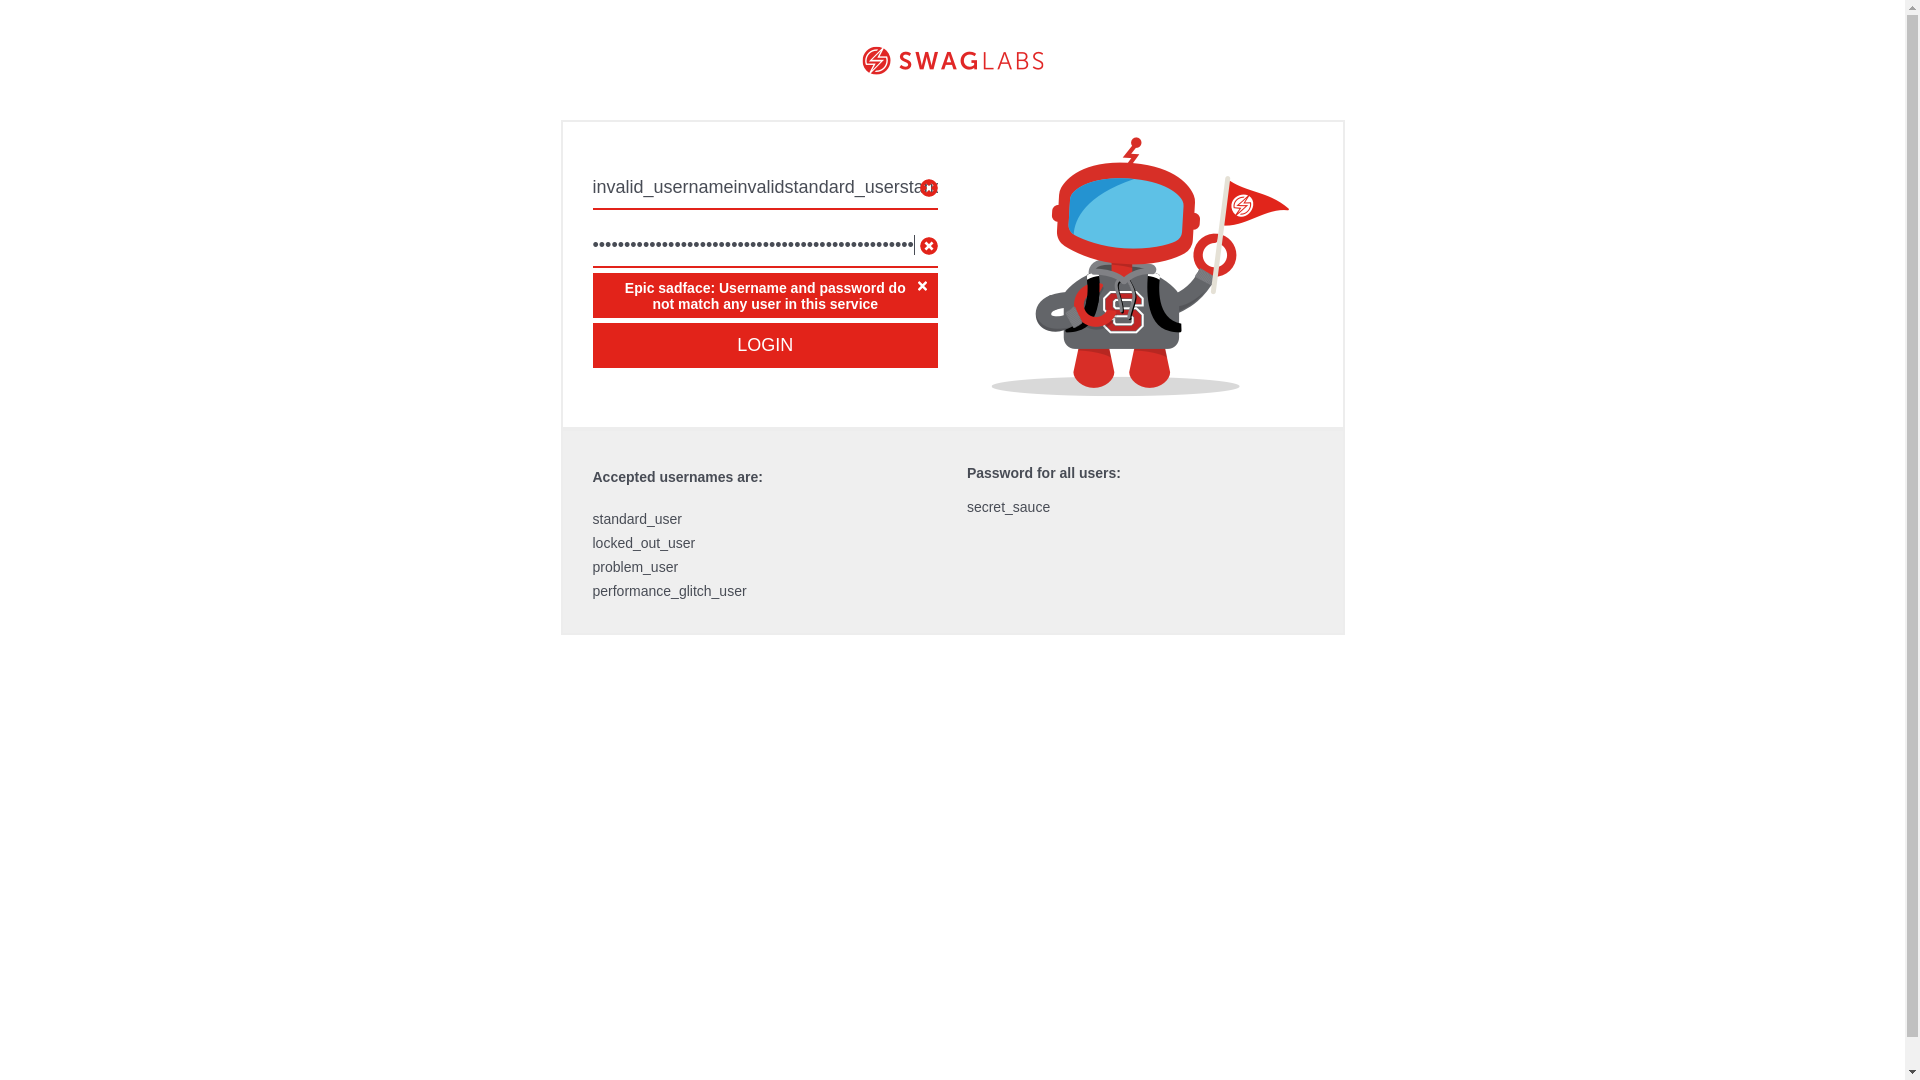 SWAGLABS
invalid_usernameinvalidstandard_usersta
••••••••••••••••••••••••••••••••••••••••••••••••••••
Epic sadface: Username and password do
not match any user in this service
LOGIN
Accepted usernames are:
standard_user
locked_out_user
problem_user
performance_glitch_user
Password for all users:
secret_sauce